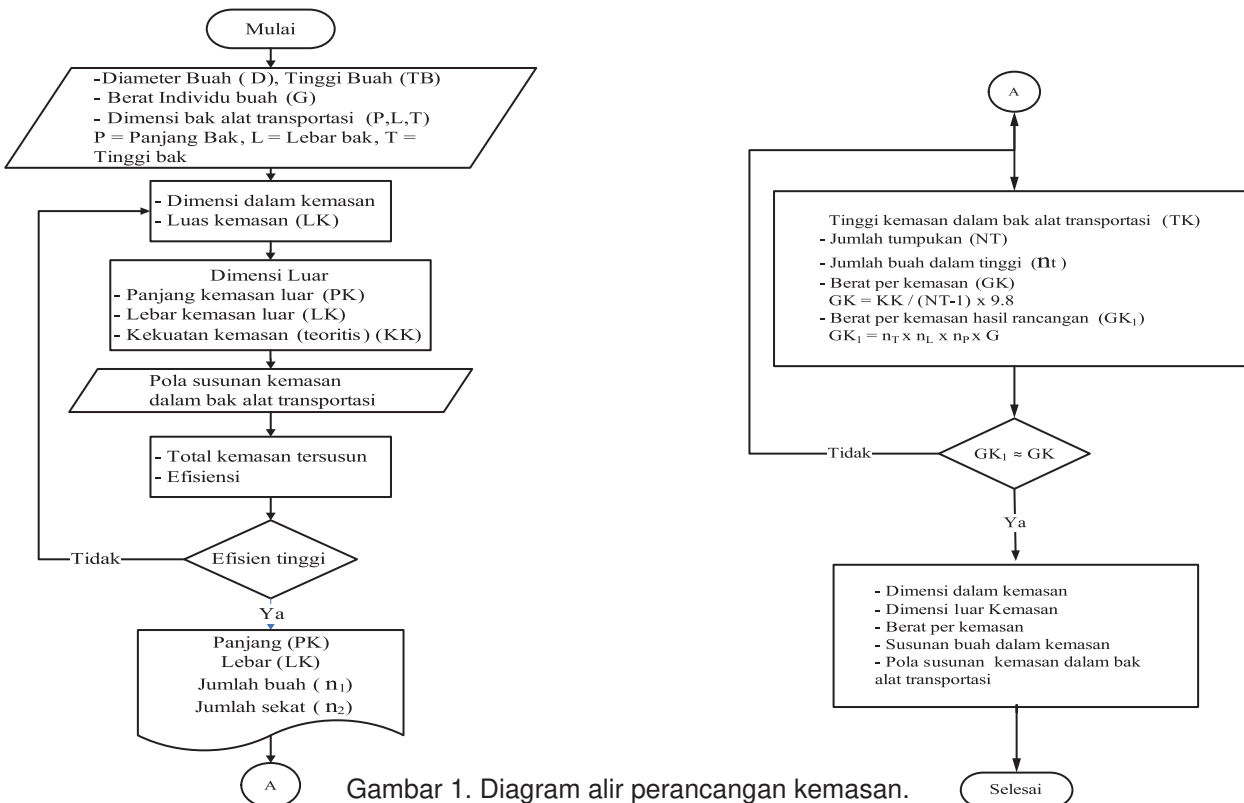 Mulai
-Diameter Buah ( D), Tinggi Buah (TB)
- Berat Individu buah (G)
- Dimensi bak alat transportasi (P,L,T)
P = Panjang Bak, L = Lebar bak, T =
Tinggi bak
- Dimensi dalam kemasan
- Luas kemasan (LK)
Dimensi Luar
- Panjang kemasan luar (PK)
- Lebar kemasan luar (LK)
- Kekuatan kemasan (teoritis) (KK)
Pola susunan kemasan
dalam bak alat transportasi
- Total kemasan tersusun
- Efisiensi
Efisien tinggi
Tidak
Ya
Panjang (PK)
Lebar (LK)
Jumlah buah ( n₁)
Jumlah sekat ( n₂)
A
A
Tinggi kemasan dalam bak alat transportasi (TK)
- Jumlah tumpukan (NT)
- Jumlah buah dalam tinggi (nt )
- Berat per kemasan (GK)
GK = KK / (NT-1) x 9.8
- Berat per kemasan hasil rancangan (GK₁)
GK₁ = n_T x n_L x n_P x G
GK₁ ≈ GK
Tidak
Ya
- Dimensi dalam kemasan
- Dimensi luar Kemasan
- Berat per kemasan
- Susunan buah dalam kemasan
- Pola susunan kemasan dalam bak
alat transportasi
Selesai
Gambar 1. Diagram alir perancangan kemasan.